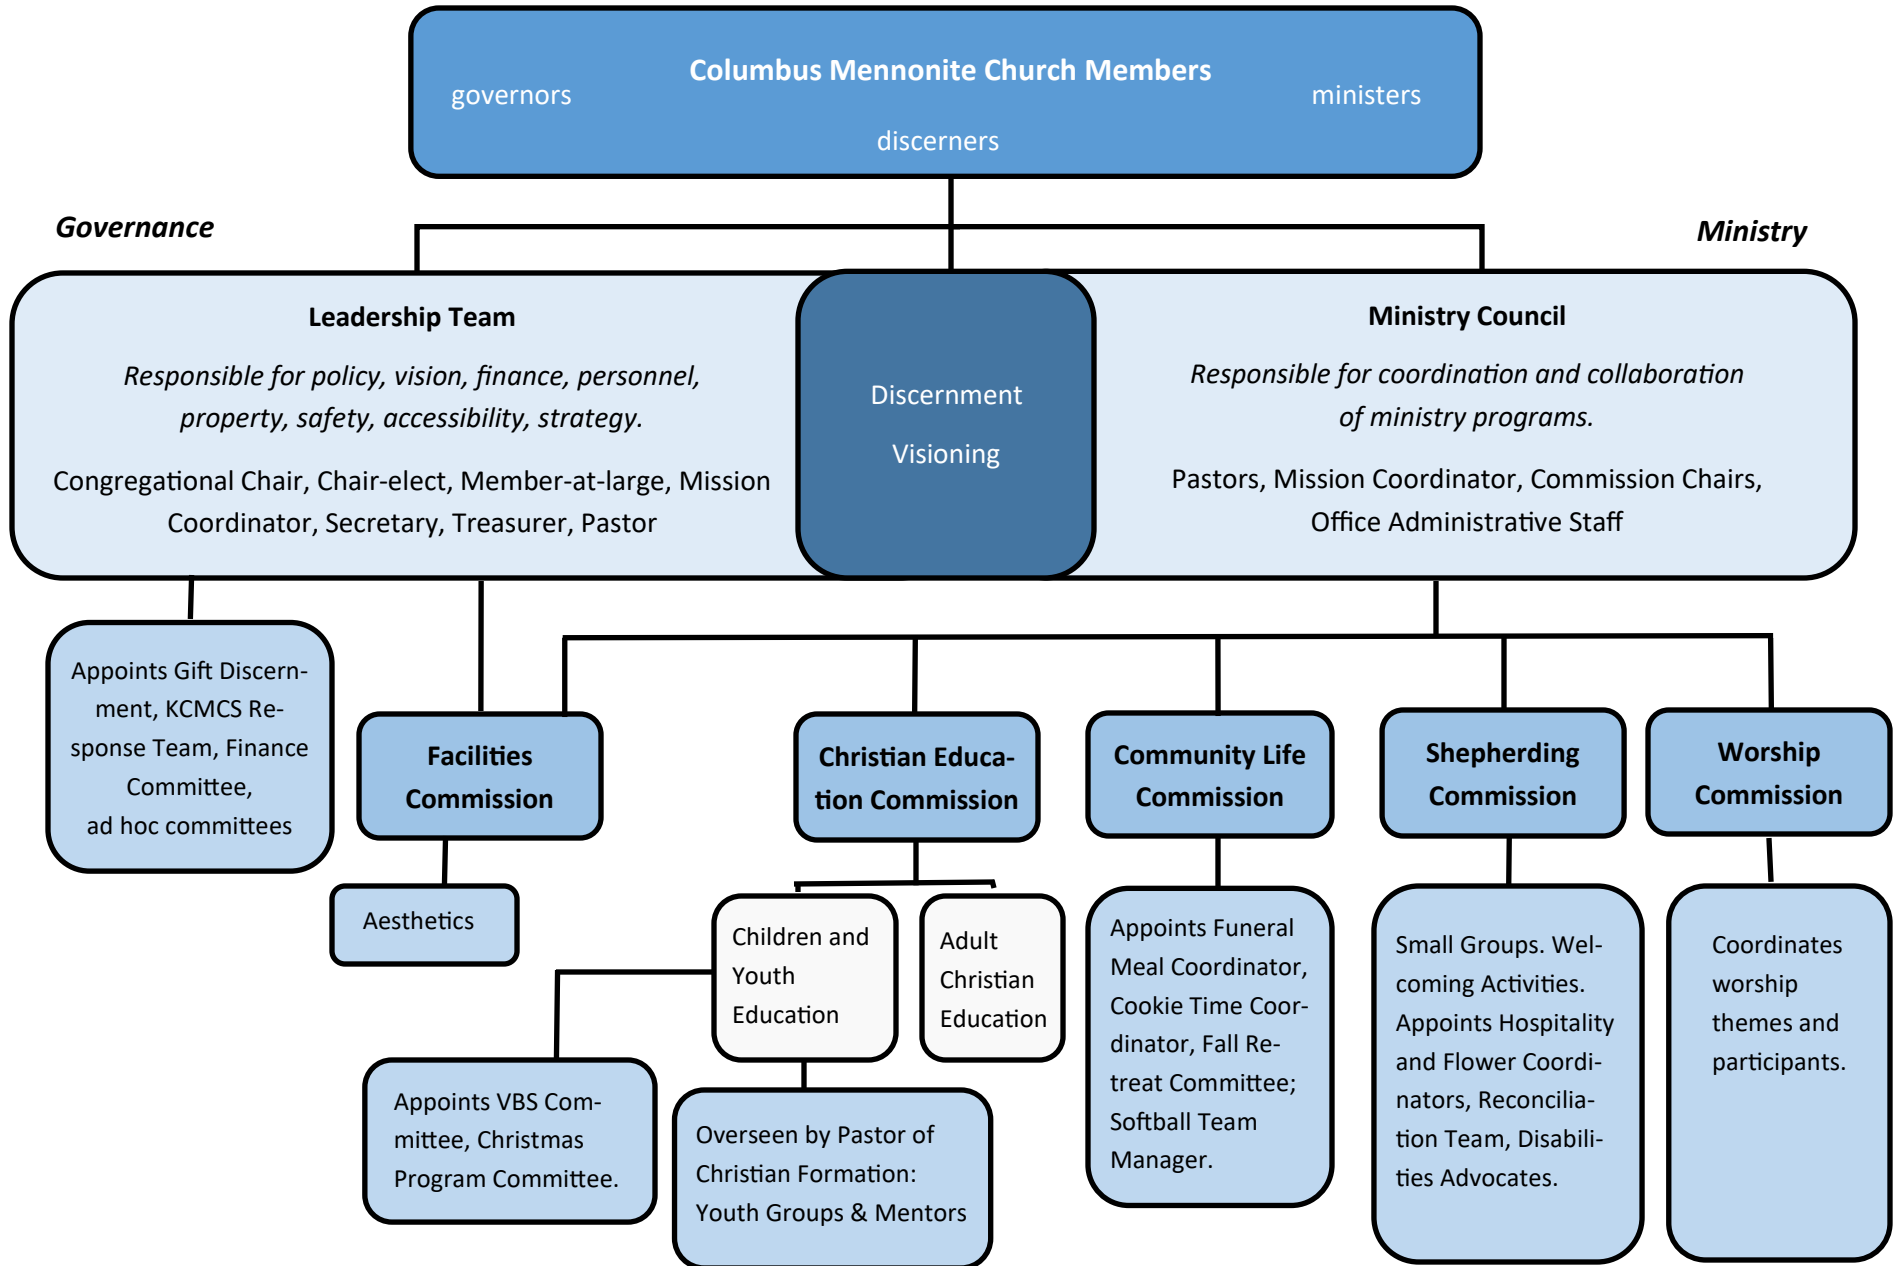 Columbus Mennonite Church Members
governors
ministers
discerners
Governance
Ministry
Leadership Team
Responsible for policy, vision, finance, personnel,
property, safety, accessibility, strategy.
Congregational Chair, Chair-elect, Member-at-large, Mission
Coordinator, Secretary, Treasurer, Pastor
Discernment
Visioning
Ministry Council
Responsible for coordination and collaboration
of ministry programs.
Pastors, Mission Coordinator, Commission Chairs,
Office Administrative Staff
Appoints Gift Discern-
ment, KCMCS Re-
sponse Team, Finance
Committee,
ad hoc committees
Facilities
Commission
Christian Educa-
tion Commission
Community Life
Commission
Shepherding
Commission
Worship
Commission
Aesthetics
Children and
Youth
Education
Adult
Christian
Education
Appoints VBS Com-
mittee, Christmas
Program Committee.
Overseen by Pastor of
Christian Formation:
Youth Groups & Mentors
Appoints Funeral
Meal Coordinator,
Cookie Time Coor-
dinator, Fall Re-
treat Committee;
Softball Team
Manager.
Small Groups. Wel-
coming Activities.
Appoints Hospitality
and Flower Coordi-
nators, Reconcilia-
tion Team, Disabili-
ties Advocates.
Coordinates
worship
themes and
participants.